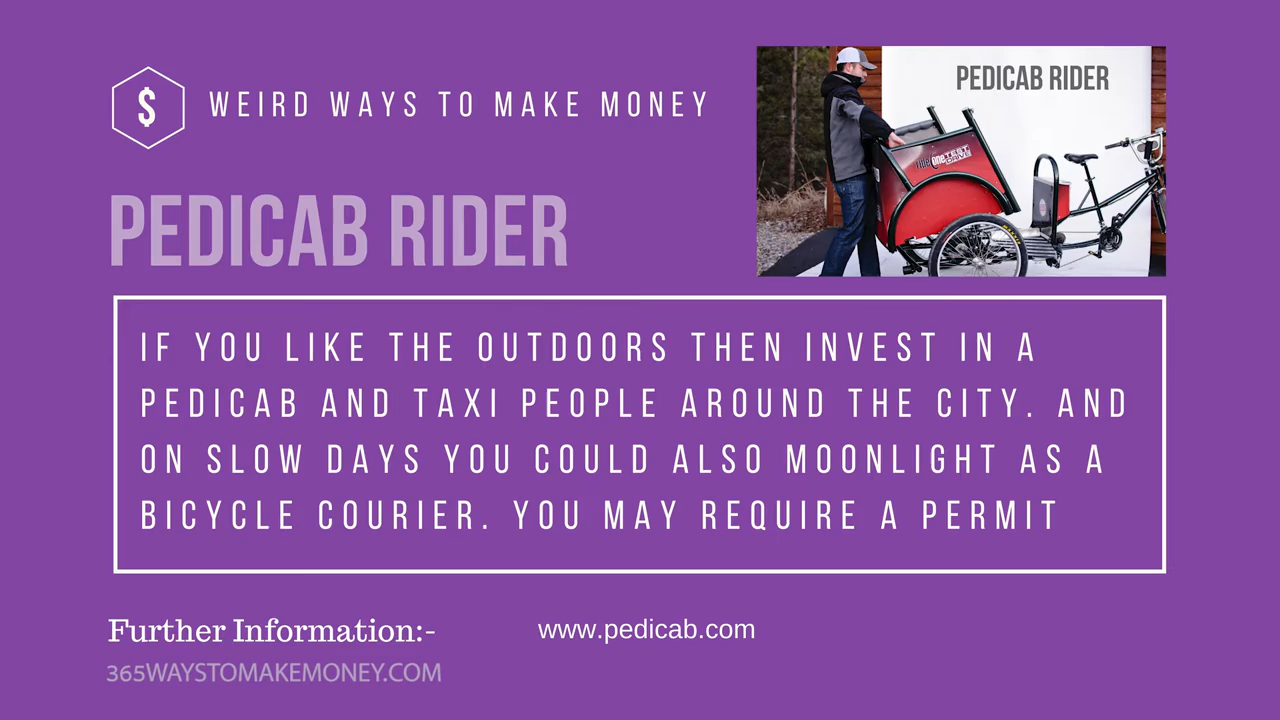 $ WEIRD WAYS TO MAKE MONEY
PEDICAB RIDER
PEDICAB RIDER
IF YOU LIKE THE OUTDOORS THEN INVEST IN A
PEDICAB AND TAXI PEOPLE AROUND THE CITY. AND
ON SLOW DAYS YOU COULD ALSO MOONLIGHT AS A
BICYCLE COURIER. YOU MAY REQUIRE A PERMIT
Further Information:- www.pedicab.com
365WAYSTOMAKEMONEY.COM